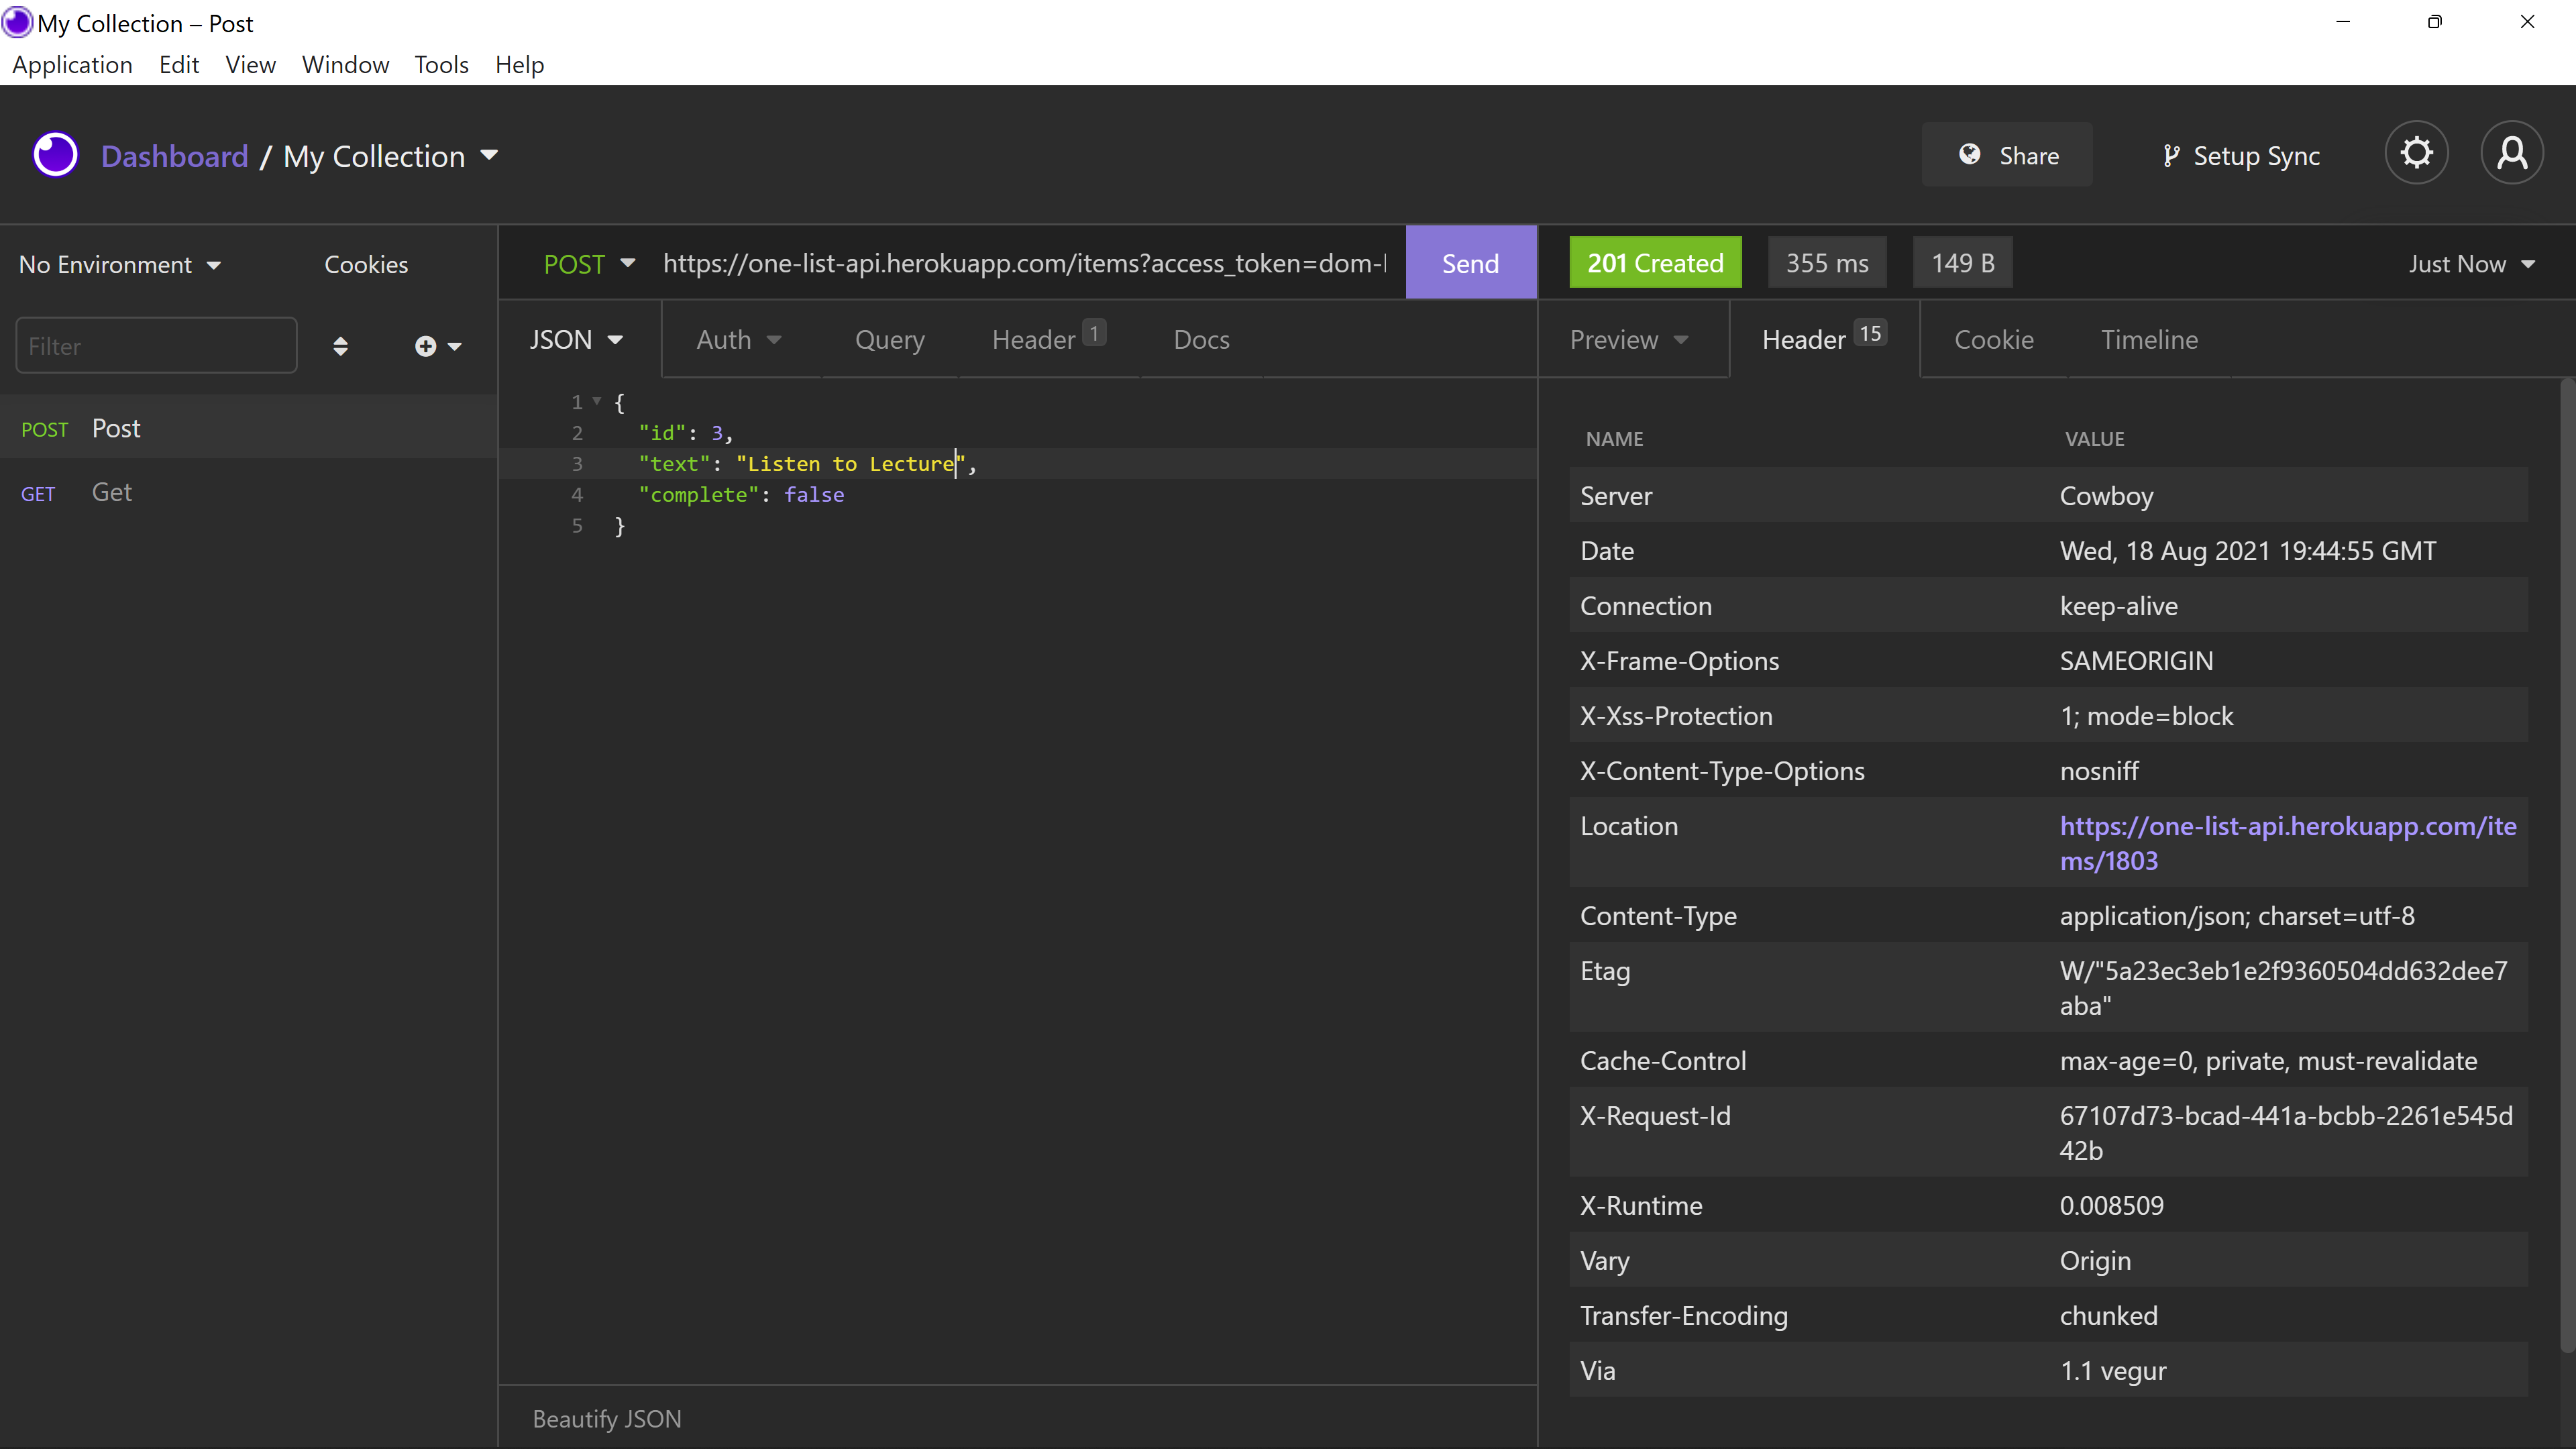 My Collection – Post
Application Edit View Window Tools Help
Dashboard / My Collection
Share
Setup Sync
No Environment
Cookies
Filter
POST Post
GET Get
POST https://one-list-api.herokuapp.com/items?access_token=dom-
Send
JSON Auth Query Header 1 Docs
1 {
2 "id": 3,
3 "text": "Listen to Lecture",
4 "complete": false
5 }
Beautify JSON
201 Created 355 ms 149 B Just Now
Preview Header 15 Cookie Timeline
NAME VALUE
Server Cowboy
Date Wed, 18 Aug 2021 19:44:55 GMT
Connection keep-alive
X-Frame-Options SAMEORIGIN
X-Xss-Protection 1; mode=block
X-Content-Type-Options nosniff
Location https://one-list-api.herokuapp.com/ite
ms/1803
Content-Type application/json; charset=utf-8
Etag W/"5a23ec3eb1e2f9360504dd632dee7
aba"
Cache-Control max-age=0, private, must-revalidate
X-Request-Id 67107d73-bcad-441a-bcbb-2261e545d
42b
X-Runtime 0.008509
Vary Origin
Transfer-Encoding chunked
Via 1.1 vegur